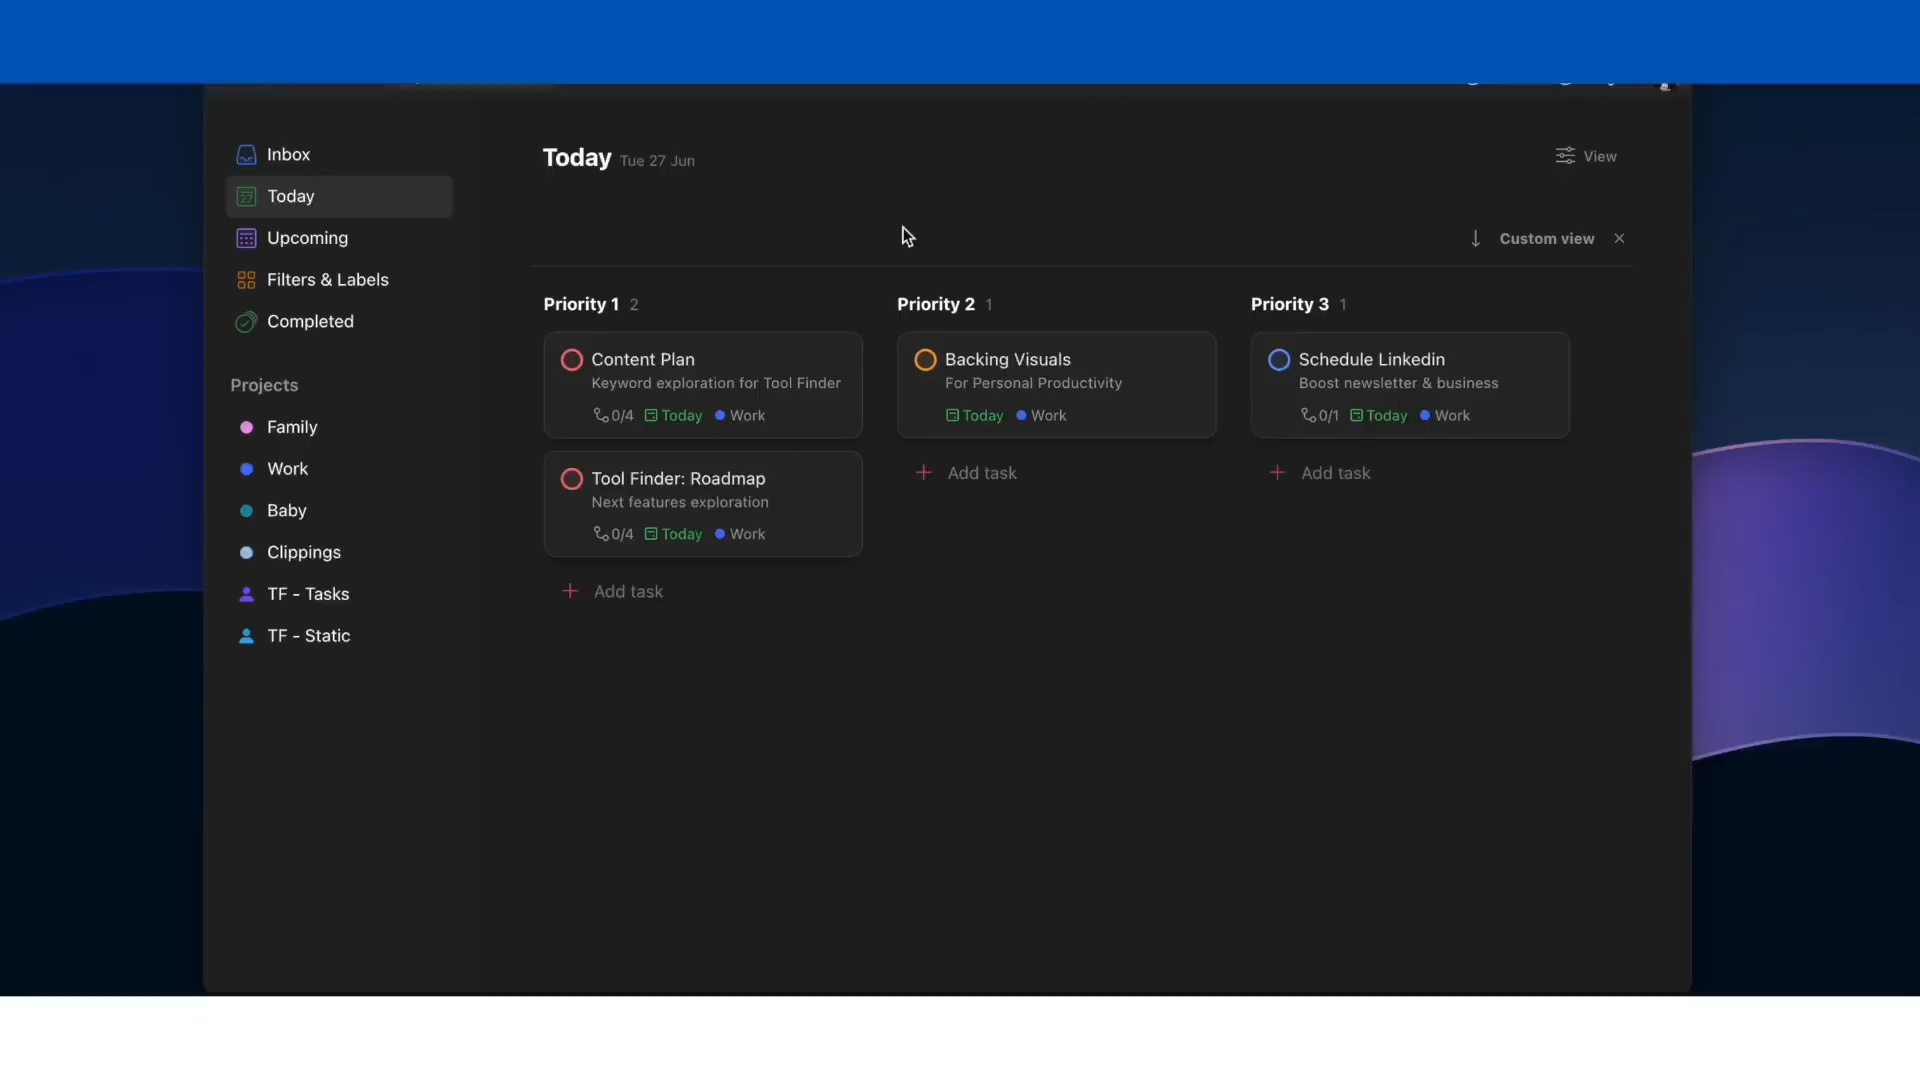 Inbox
27
Today
Upcoming
Filters & Labels
Completed
Projects
Family
Work
Baby
Clippings
TF - Tasks
TF - Static
Today Tue 27 Jun
View
Custom view
Priority 1 2
Content Plan
Keyword exploration for Tool Finder
0/4 Today Work
Tool Finder: Roadmap
Next features exploration
0/4 Today Work
Add task
Priority 2 1
Backing Visuals
For Personal Productivity
Today Work
Add task
Priority 3 1
Schedule Linkedin
Boost newsletter & business
0/1 Today Work
Add task